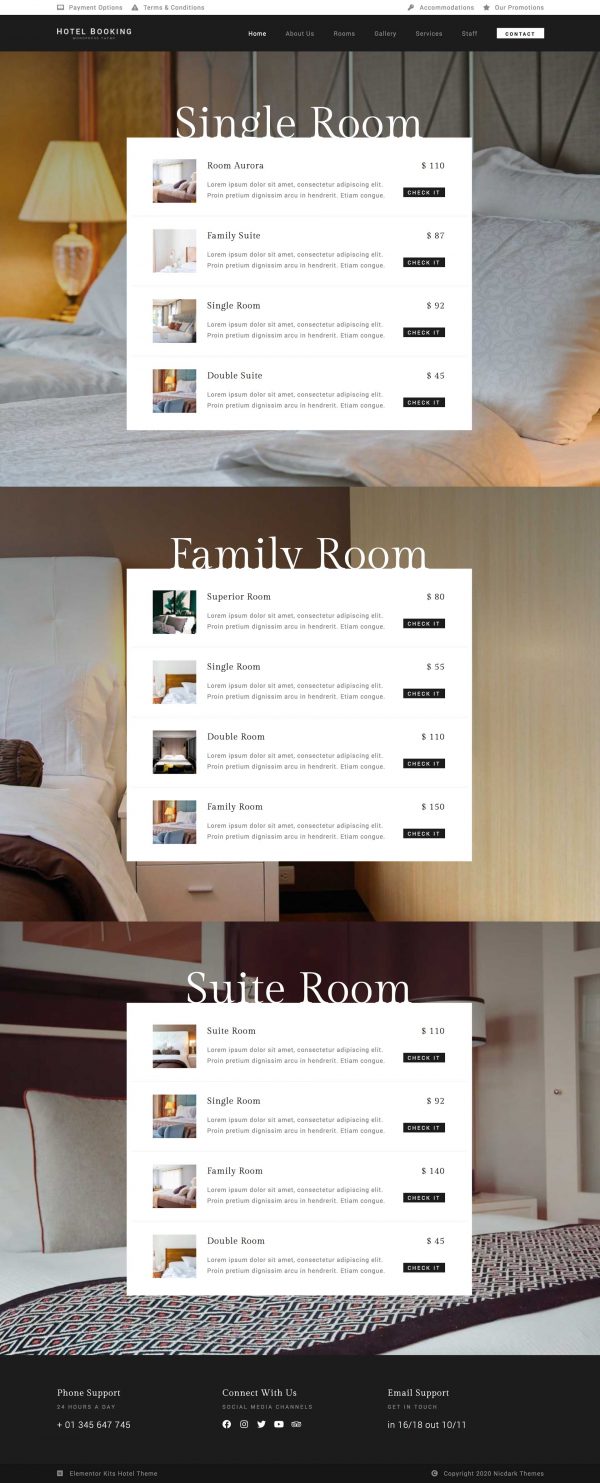 Payment Options Terms & Conditions Accommodations Our Promotions
HOTEL BOOKING Home About Us Rooms Gallery Services Staff CONTACT
WORDPRESS THEME
Single Room
Room Aurora $ 110
Lorem ipsum dolor sit amet, consectetur adipiscing elit.
Proin pretium dignissim arcu in hendrerit. Etiam congue. CHECK IT
Family Suite $ 87
Lorem ipsum dolor sit amet, consectetur adipiscing elit.
Proin pretium dignissim arcu in hendrerit. Etiam congue. CHECK IT
Single Room $ 92
Lorem ipsum dolor sit amet, consectetur adipiscing elit.
Proin pretium dignissim arcu in hendrerit. Etiam congue. CHECK IT
Double Suite $ 45
Lorem ipsum dolor sit amet, consectetur adipiscing elit.
Proin pretium dignissim arcu in hendrerit. Etiam congue. CHECK IT
Family Room
Superior Room $ 80
Lorem ipsum dolor sit amet, consectetur adipiscing elit.
Proin pretium dignissim arcu in hendrerit. Etiam congue. CHECK IT
Single Room $ 55
Lorem ipsum dolor sit amet, consectetur adipiscing elit.
Proin pretium dignissim arcu in hendrerit. Etiam congue. CHECK IT
Double Room $ 110
Lorem ipsum dolor sit amet, consectetur adipiscing elit.
Proin pretium dignissim arcu in hendrerit. Etiam congue. CHECK IT
Family Room $ 150
Lorem ipsum dolor sit amet, consectetur adipiscing elit.
Proin pretium dignissim arcu in hendrerit. Etiam congue. CHECK IT
Suite Room
Suite Room $ 110
Lorem ipsum dolor sit amet, consectetur adipiscing elit.
Proin pretium dignissim arcu in hendrerit. Etiam congue. CHECK IT
Single Room $ 92
Lorem ipsum dolor sit amet, consectetur adipiscing elit.
Proin pretium dignissim arcu in hendrerit. Etiam congue. CHECK IT
Family Room $ 140
Lorem ipsum dolor sit amet, consectetur adipiscing elit.
Proin pretium dignissim arcu in hendrerit. Etiam congue. CHECK IT
Double Room $ 45
Lorem ipsum dolor sit amet, consectetur adipiscing elit.
Proin pretium dignissim arcu in hendrerit. Etiam congue. CHECK IT
Phone Support Connect With Us Email Support
24 HOURS A DAY SOCIAL MEDIA CHANNELS GET IN TOUCH
+ 01 345 647 745 in 16/18 out 10/11
Elementor Kits Hotel Theme Copyright 2020 Nicdark Themes